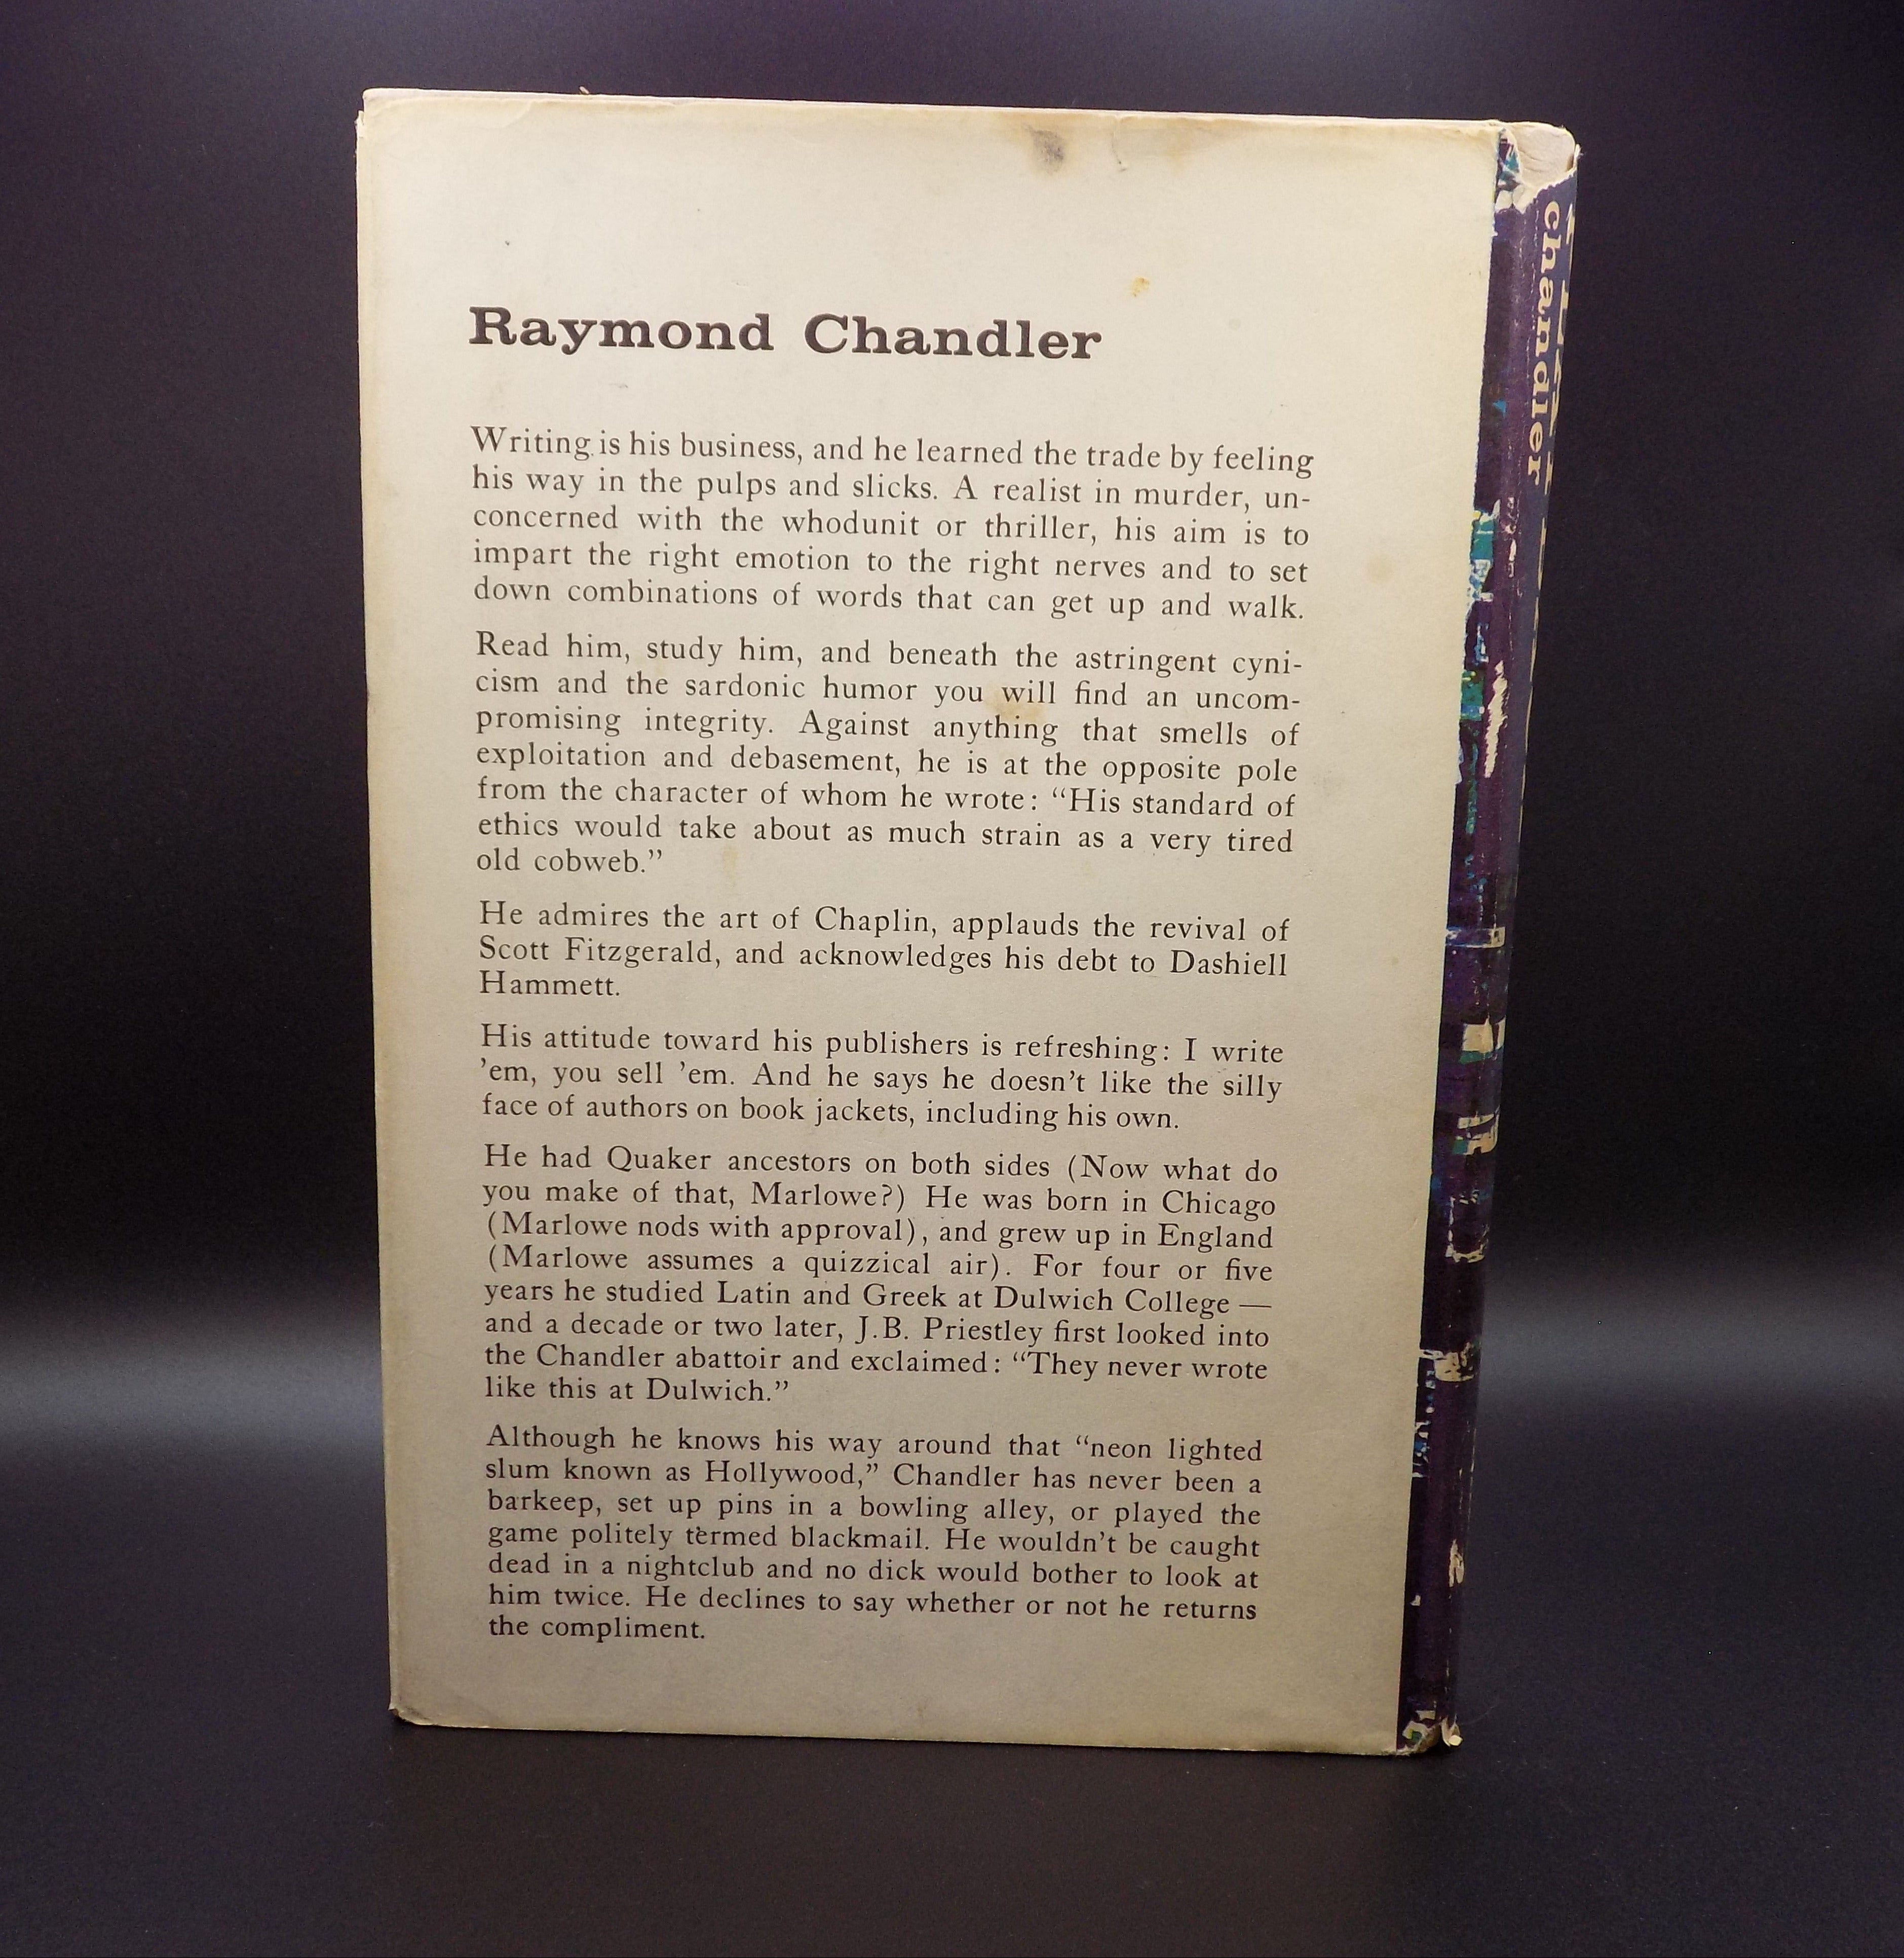 Raymond Chandler
Writing is his business, and he learned the trade by feeling
his way in the pulps and slicks. A realist in murder, un-
concerned with the whodunit or thriller, his aim is to
impart the right emotion to the right nerves and to set
down combinations of words that can get up and walk.
Read him, study him, and beneath the astringent cyni-
cism and the sardonic humor you will find an uncom-
promising integrity. Against anything that smells of
exploitation and debasement, he is at the opposite pole
from the character of whom he wrote: “His standard of
ethics would take about as much strain as a very tired
old cobweb.”
He admires the art of Chaplin, applauds the revival of
Scott Fitzgerald, and acknowledges his debt to Dashiell
Hammett.
His attitude toward his publishers is refreshing: I write
’em, you sell ’em. And he says he doesn’t like the silly
face of authors on book jackets, including his own.
He had Quaker ancestors on both sides (Now what do
you make of that, Marlowe?) He was born in Chicago
(Marlowe nods with approval), and grew up in England
(Marlowe assumes a quizzical air). For four or five
years he studied Latin and Greek at Dulwich College —
and a decade or two later, J.B. Priestley first looked into
the Chandler abattoir and exclaimed: “They never wrote
like this at Dulwich.”
Although he knows his way around that “neon lighted
slum known as Hollywood,” Chandler has never been a
barkeep, set up pins in a bowling alley, or played the
game politely termed blackmail. He wouldn’t be caught
dead in a nightclub and no dick would bother to look at
him twice. He declines to say whether or not he returns
the compliment.
chandler